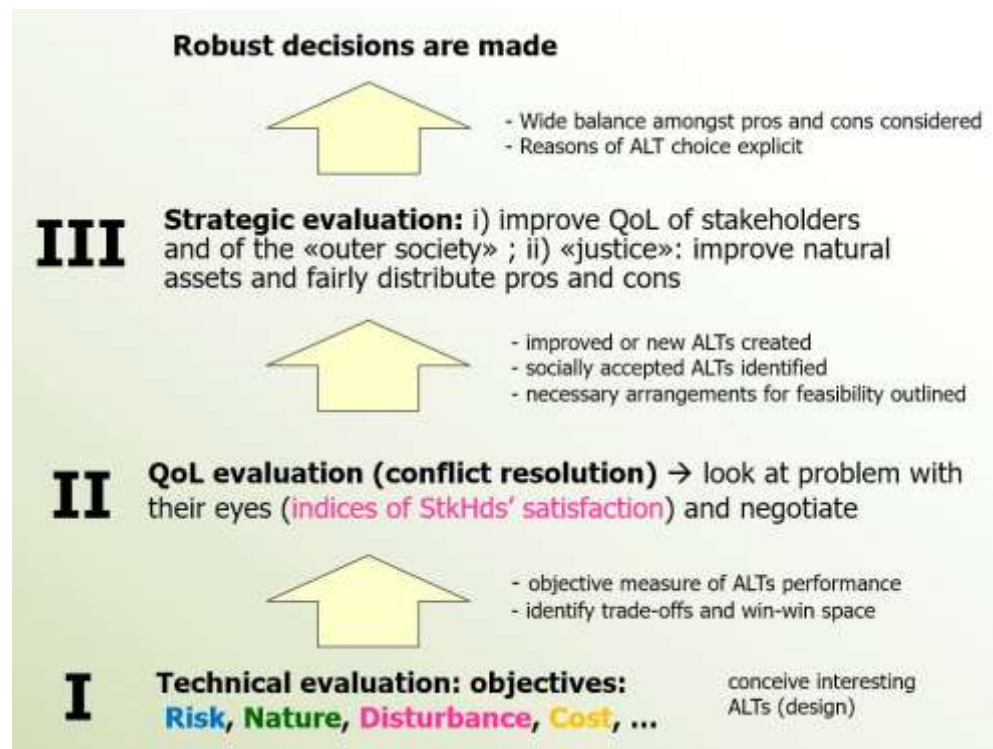 Robust decisions are made
- Wide balance amongst pros and cons considered
- Reasons of ALT choice explicit
III
Strategic evaluation: i) improve QoL of stakeholders
and of the «outer society» ; ii) «justice»: improve natural
assets and fairly distribute pros and cons
- improved or new ALTs created
- socially accepted ALTs identified
- necessary arrangements for feasibility outlined
II
QoL evaluation (conflict resolution) → look at problem with
their eyes (indices of StkHds' satisfaction) and negotiate
- objective measure of ALTs performance
- identify trade-offs and win-win space
I
Technical evaluation: objectives:
Risk, Nature, Disturbance, Cost, ...
conceive interesting
ALTs (design)